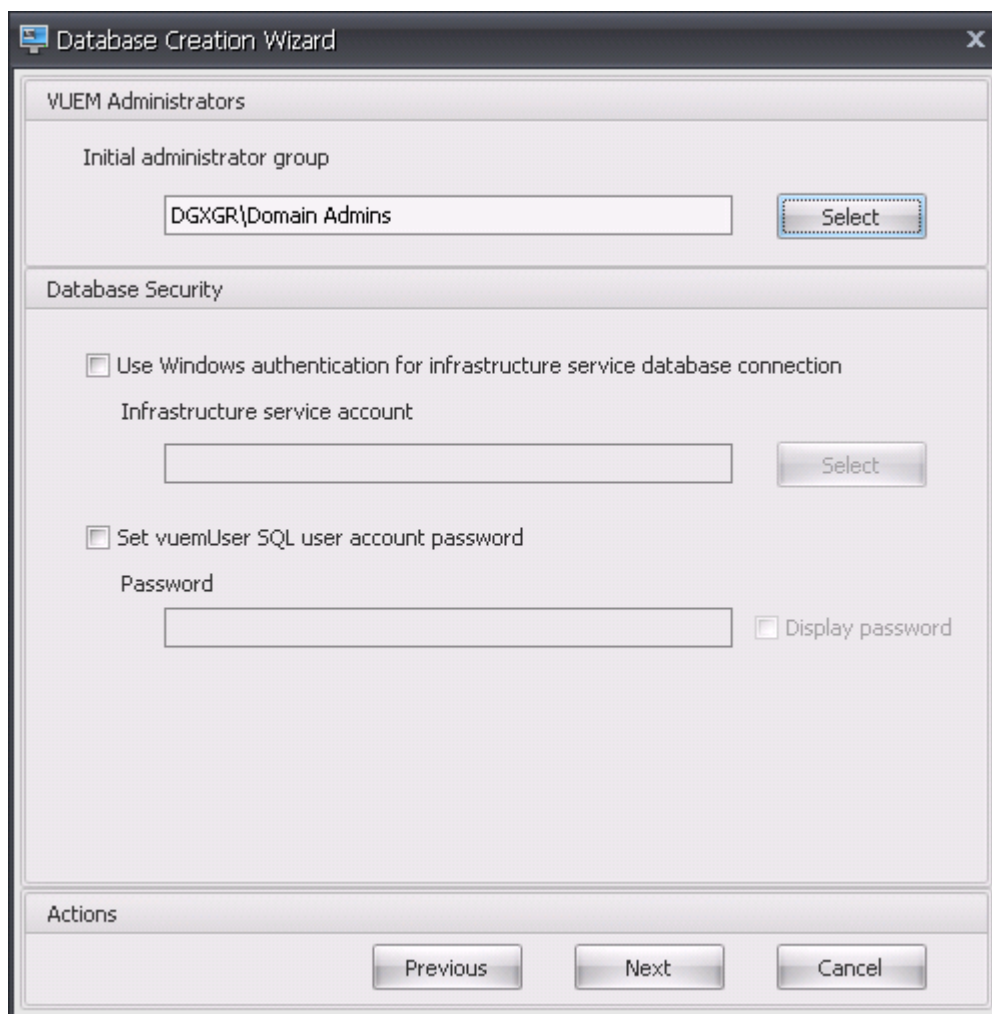 Database Creation Wizard
VUEM Administrators
Initial administrator group
DGXGR\Domain Admins
Select
Database Security
Use Windows authentication for infrastructure service database connection
Infrastructure service account
Select
Set vuemUser SQL user account password
Password
Display password
Actions
Previous Next Cancel